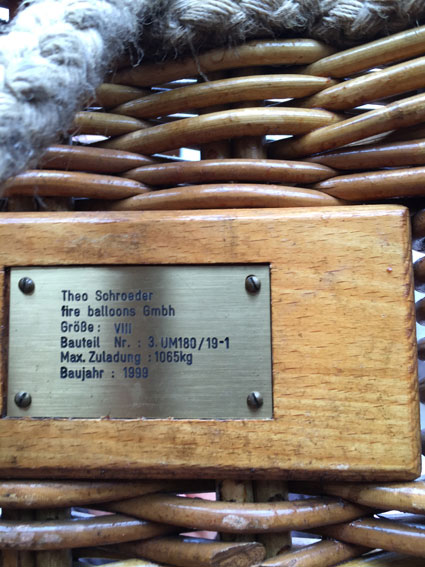 Theo Schroeder
fire balloons Gmbh
Größe : VIII
Bauteil Nr. : 3. UM180/19-1
Max. Zuladung : 1065kg
Baujahr : 1999